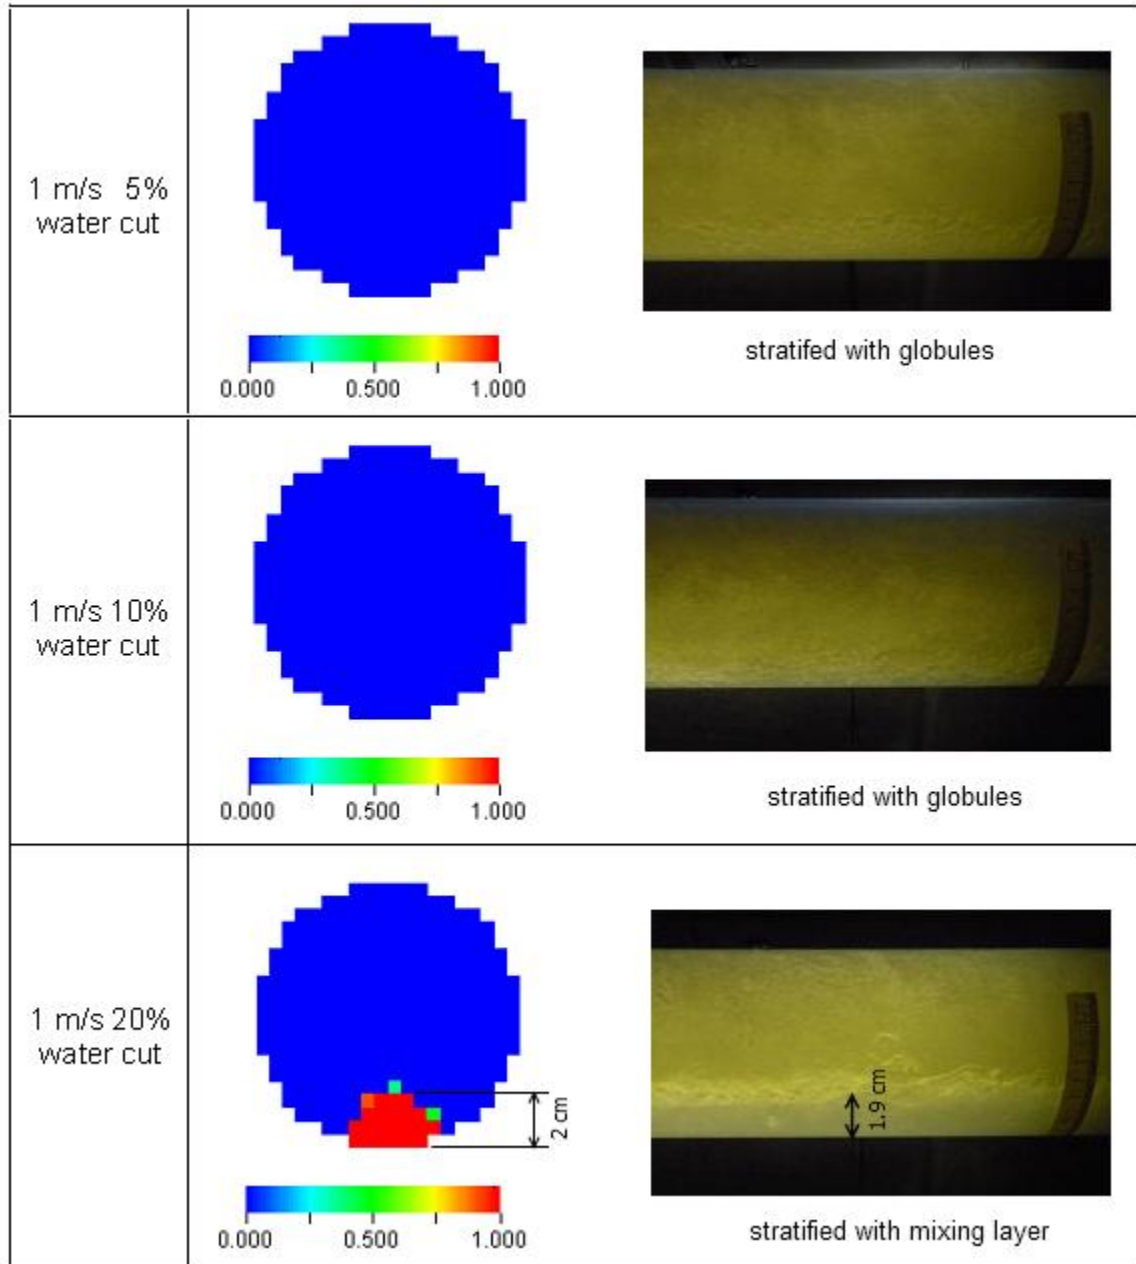 1 m/s 5%
water cut
0.000 0.500 1.000
stratifed with globules
1 m/s 10%
water cut
0.000 0.500 1.000
stratified with globules
1 m/s 20%
water cut
2 cm
1.9 cm
0.000 0.500 1.000
stratified with mixing layer